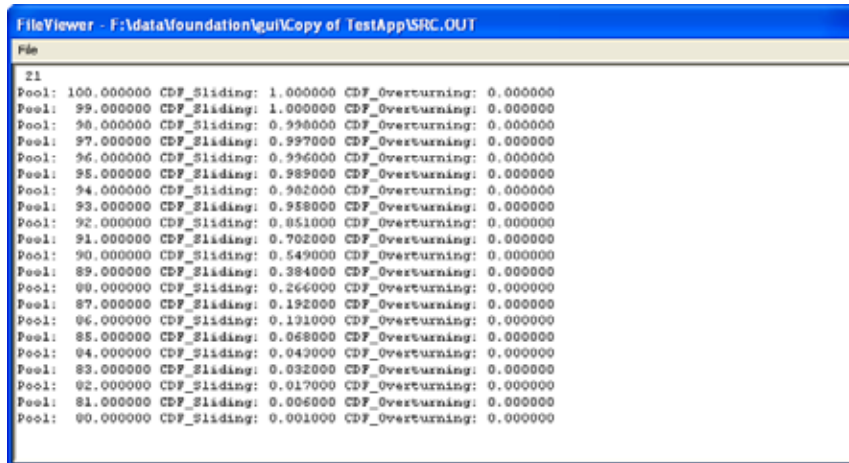 FileViewer - F:\data\foundation\gui\Copy of TestApp\SRC.OUT
File
21
Pool: 100.000000 CDF_Sliding: 1.000000 CDF_Overturning: 0.000000
Pool: 99.000000 CDF_Sliding: 1.000000 CDF_Overturning: 0.000000
Pool: 98.000000 CDF_Sliding: 0.998000 CDF_Overturning: 0.000000
Pool: 97.000000 CDF_Sliding: 0.997000 CDF_Overturning: 0.000000
Pool: 96.000000 CDF_Sliding: 0.996000 CDF_Overturning: 0.000000
Pool: 95.000000 CDF_Sliding: 0.989000 CDF_Overturning: 0.000000
Pool: 94.000000 CDF_Sliding: 0.982000 CDF_Overturning: 0.000000
Pool: 93.000000 CDF_Sliding: 0.958000 CDF_Overturning: 0.000000
Pool: 92.000000 CDF_Sliding: 0.851000 CDF_Overturning: 0.000000
Pool: 91.000000 CDF_Sliding: 0.702000 CDF_Overturning: 0.000000
Pool: 90.000000 CDF_Sliding: 0.549000 CDF_Overturning: 0.000000
Pool: 89.000000 CDF_Sliding: 0.384000 CDF_Overturning: 0.000000
Pool: 88.000000 CDF_Sliding: 0.266000 CDF_Overturning: 0.000000
Pool: 87.000000 CDF_Sliding: 0.192000 CDF_Overturning: 0.000000
Pool: 86.000000 CDF_Sliding: 0.131000 CDF_Overturning: 0.000000
Pool: 85.000000 CDF_Sliding: 0.068000 CDF_Overturning: 0.000000
Pool: 84.000000 CDF_Sliding: 0.043000 CDF_Overturning: 0.000000
Pool: 83.000000 CDF_Sliding: 0.032000 CDF_Overturning: 0.000000
Pool: 82.000000 CDF_Sliding: 0.017000 CDF_Overturning: 0.000000
Pool: 81.000000 CDF_Sliding: 0.006000 CDF_Overturning: 0.000000
Pool: 80.000000 CDF_Sliding: 0.001000 CDF_Overturning: 0.000000